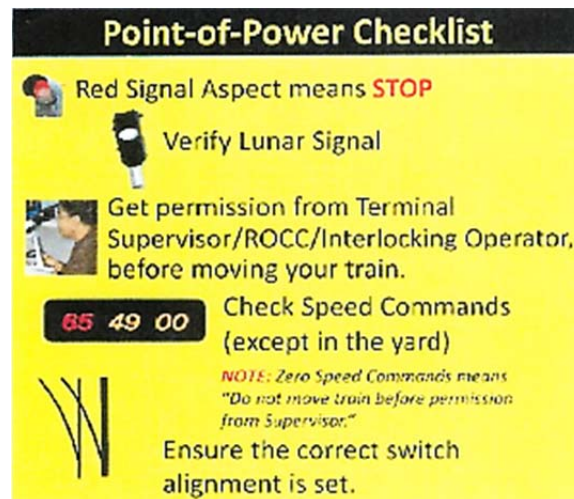 Point-of-Power Checklist
Red Signal Aspect means STOP
Verify Lunar Signal
Get permission from Terminal
Supervisor/ROCC/Interlocking Operator,
before moving your train.
65 49 00
Check Speed Commands
(except in the yard)
NOTE: Zero Speed Commands means
"Do not move train before permission
from Supervisor."
Ensure the correct switch
alignment is set.